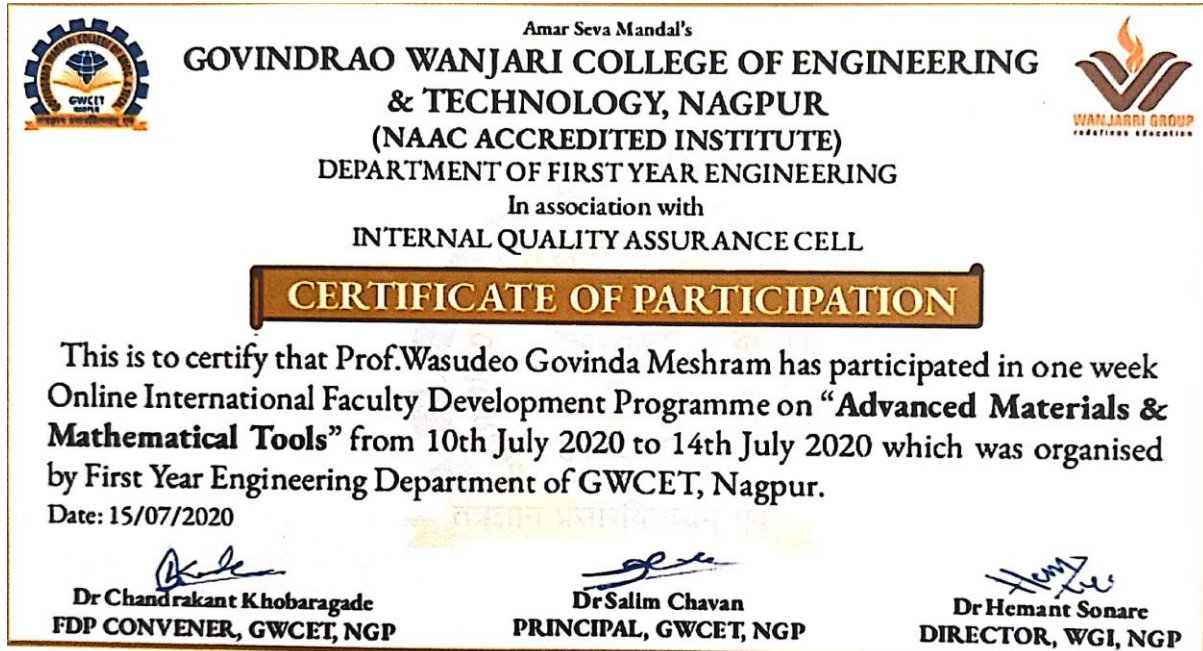 Amar Seva Mandal's
GOVINDRAO WANJARI COLLEGE OF ENGINEERING
& TECHNOLOGY, NAGPUR
(NAAC ACCREDITED INSTITUTE)
DEPARTMENT OF FIRST YEAR ENGINEERING
In association with
INTERNAL QUALITY ASSURANCE CELL
GWCET
NAGPUR
WANJARRI GROUP
redefines education
CERTIFICATE OF PARTICIPATION
This is to certify that Prof.Wasudeo Govinda Meshram has participated in one week
Online International Faculty Development Programme on “Advanced Materials &
Mathematical Tools” from 10th July 2020 to 14th July 2020 which was organised
by First Year Engineering Department of GWCET, Nagpur.
Date: 15/07/2020
Dr Chandrakant Khobaragade
FDP CONVENER, GWCET, NGP
Dr Salim Chavan
PRINCIPAL, GWCET, NGP
Dr Hemant Sonare
DIRECTOR, WGI, NGP